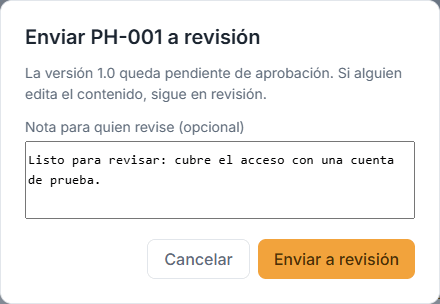 Enviar PH-001 a revisión
La versión 1.0 queda pendiente de aprobación. Si alguien
edita el contenido, sigue en revisión.
Nota para quien revise (opcional)
Listo para revisar: cubre el acceso con una cuenta
de prueba.
Cancelar
Enviar a revisión